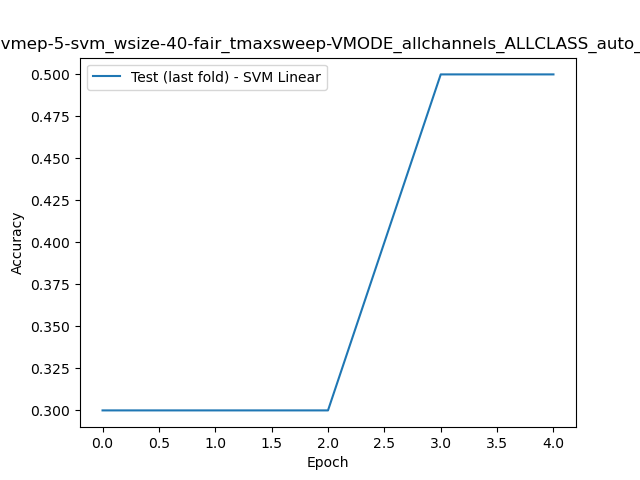 vmep-5-svm_wsize-40-fair_tmaxsweep-VMODE_allchannels_ALLCLASS_auto_
Test (last fold) - SVM Linear
0.500
0.475
0.450
0.425
0.400
0.375
0.350
0.325
0.300
Accuracy
0.0 0.5 1.0 1.5 2.0 2.5 3.0 3.5 4.0
Epoch